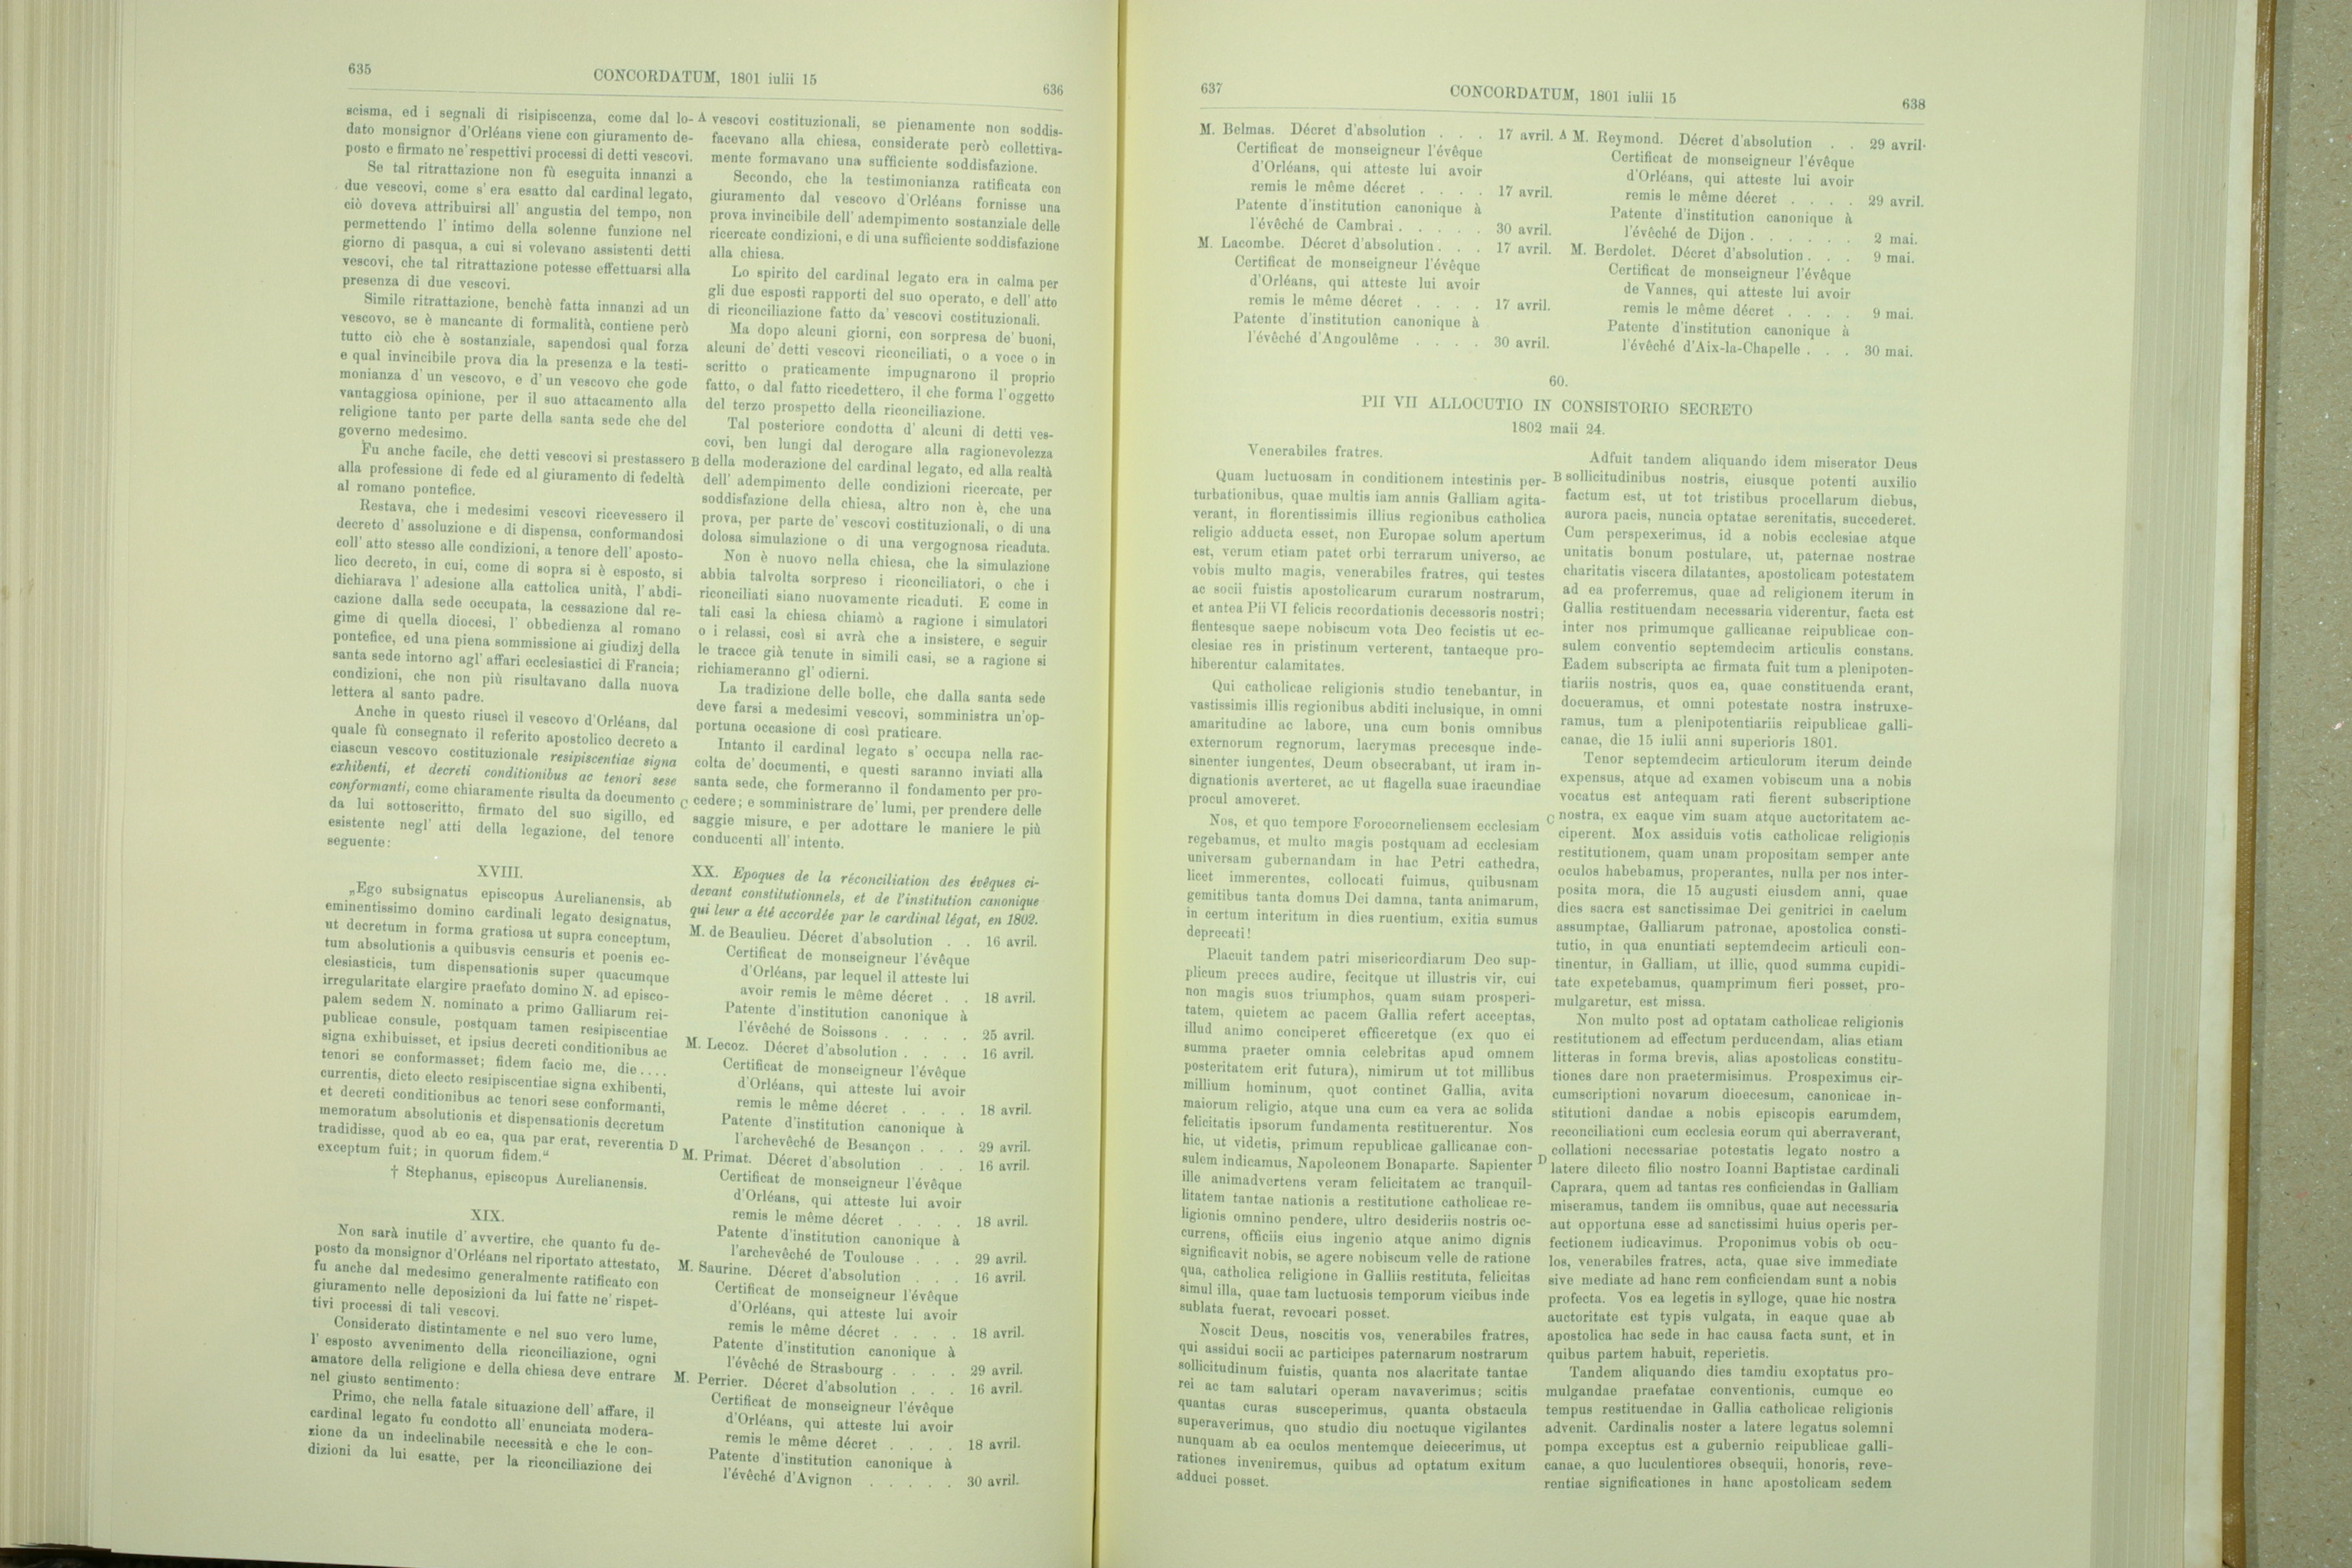 635
CONCORDATUM, 1801 iulii 15
636
scisma, ed i segnali di risipiscenza, come dal lo-
dato monsignor d'Orléans viene con giuramento de-
posto e firmato ne' respettivi processi di detti vescovi.
Se tal ritrattazione non fù eseguita innanzi a
due vescovi, come s' era esatto dal cardinal legato,
ciò doveva attribuirsi all' angustia del tempo, non
permettendo l' intimo della solenne funzione nel
giorno di pasqua, a cui si volevano assistenti detti
vescovi, che tal ritrattazione potesse effettuarsi alla
presenza di due vescovi.
Simile ritrattazione, benchè fatta innanzi ad un
vescovo, se è mancante di formalità, contiene però
tutto ciò che è sostanziale, sapendosi qual forza
e qual invincibile prova dia la presenza e la testi-
monianza d' un vescovo, e d' un vescovo che gode
vantaggiosa opinione, per il suo attacamento alla
religione tanto per parte della santa sede che del
governo medesimo.
Fu anche facile, che detti vescovi si prestassero
alla professione di fede ed al giuramento di fedeltà
al romano pontefice.
Restava, che i medesimi vescovi ricevessero il
decreto d' assoluzione e di dispensa, conformandosi
coll' atto stesso alle condizioni, a tenore dell' aposto-
lico decreto, in cui, come di sopra si è esposto, si
dichiarava l' adesione alla cattolica unità, l' abdi-
cazione dalla sede occupata, la cessazione dal re-
gime di quella diocesi, l' obbedienza al romano
pontefice, ed una piena sommissione ai giudizj della
santa sede intorno agl' affari ecclesiastici di Francia;
condizioni, che non più risultavano dalla nuova
lettera al santo padre.
Anche in questo riuscì il vescovo d'Orléans, dal
quale fù consegnato il referito apostolico decreto a
ciascun vescovo costituzionale resipiscentiae signa
exhibenti, et decreti conditionibus ac tenori sese
conformanti, come chiaramente risulta da documento
da lui sottoscritto, firmato del suo sigillo, ed
esistente negl' atti della legazione, del tenore
seguente:
XVIII.
„Ego subsignatus episcopus Aurelianensis, ab
eminentissimo domino cardinali legato designatus,
ut decretum in forma gratiosa ut supra conceptum,
tum absolutionis a quibusvis censuris et poenis ec-
clesiasticis, tum dispensationis super quacumque
irregularitate elargire praefato domino N. ad episco-
palem sedem N. nominato a primo Galliarum rei-
publicae consule, postquam tamen resipiscentiae
signa exhibuisset, et ipsius decreti conditionibus ac
tenori se conformasset; fidem facio me, die ....
currentis, dicto electo resipiscentiae signa exhibenti,
et decreti conditionibus ac tenori sese conformanti,
memoratum absolutionis et dispensationis decretum
tradidisse, quod ab eo ea, qua par erat, reverentia
exceptum fuit; in quorum fidem.“
† Stephanus, episcopus Aurelianensis.
XIX.
Non sarà inutile d' avvertire, che quanto fu de-
posto da monsignor d'Orléans nel riportato attestato,
fu anche dal medesimo generalmente ratificato con
giuramento nelle deposizioni da lui fatte ne' rispet-
tivi processi di tali vescovi.
Considerato distintamente e nel suo vero lume,
l' esposto avvenimento della riconciliazione, ogni
amatore della religione e della chiesa deve entrare
nel giusto sentimento:
Primo, che nella fatale situazione dell' affare, il
cardinal legato fu condotto all' enunciata modera-
zione da un indeclinabile necessità e che le con-
dizioni da lui esatte, per la riconciliazione dei
A vescovi costituzionali, se pienamente non soddis-
facevano alla chiesa, considerate però collettiva-
mente formavano una sufficiente soddisfazione.
Secondo, che la testimonianza ratificata con
giuramento dal vescovo d'Orléans fornisse una
prova invincibile dell' adempimento sostanziale delle
ricercate condizioni, e di una sufficiente soddisfazione
alla chiesa.
Lo spirito del cardinal legato era in calma per
gli due esposti rapporti del suo operato, e dell' atto
di riconciliazione fatto da' vescovi costituzionali.
Ma dopo alcuni giorni, con sorpresa de' buoni,
alcuni de' detti vescovi riconciliati, o a voce o in
scritto o praticamente impugnarono il proprio
fatto, o dal fatto ricedettero, il che forma l' oggetto
del terzo prospetto della riconciliazione.
Tal posteriore condotta d' alcuni di detti ves-
covi, ben lungi dal derogare alla ragionevolezza
B della moderazione del cardinal legato, ed alla realtà
dell' adempimento delle condizioni ricercate, per
soddisfazione della chiesa, altro non è, che una
prova, per parte de' vescovi costituzionali, o di una
dolosa simulazione o di una vergognosa ricaduta.
Non è nuovo nella chiesa, che la simulazione
abbia talvolta sorpreso i riconciliatori, o che i
riconciliati siano nuovamente ricaduti. E come in
tali casi la chiesa chiamò a ragione i simulatori
o i relassi, così si avrà che a insistere, e seguir
le tracce già tenute in simili casi, se a ragione si
richiameranno gl' odierni.
La tradizione delle bolle, che dalla santa sede
deve farsi a medesimi vescovi, somministra un'op-
portuna occasione di così praticare.
Intanto il cardinal legato s' occupa nella rac-
colta de' documenti, e questi saranno inviati alla
santa sede, che formeranno il fondamento per pro-
C cedere; e somministrare de' lumi, per prendere delle
saggie misure, e per adottare le maniere le più
conducenti all' intento.
XX. Epoques de la réconciliation des évêques ci-
devant constitutionnels, et de l'institution canonique
qui leur a été accordée par le cardinal légat, en 1802.
M. de Beaulieu. Décret d'absolution . . 16 avril.
Certificat de monseigneur l'évêque
d'Orléans, par lequel il atteste lui
avoir remis le même décret . . 18 avril.
Patente d'institution canonique à
l'évêché de Soissons . . . . . 25 avril.
M. Lecoz. Décret d'absolution . . . . 16 avril.
Certificat de monseigneur l'évêque
d'Orléans, qui atteste lui avoir
remis le même décret . . . . 18 avril.
Patente d'institution canonique à
l'archevêché de Besançon . . . 29 avril.
D M. Primat. Décret d'absolution . . . 16 avril.
Certificat de monseigneur l'évêque
d'Orléans, qui atteste lui avoir
remis le même décret . . . . 18 avril.
Patente d'institution canonique à
l'archevêché de Toulouse . . . 29 avril.
M. Saurine. Décret d'absolution . . . 16 avril.
Certificat de monseigneur l'évêque
d'Orléans, qui atteste lui avoir
remis le même décret . . . . 18 avril.
Patente d'institution canonique à
l'évêché de Strasbourg . . . . 29 avril.
M. Perrier. Décret d'absolution . . . 16 avril.
Certificat de monseigneur l'évêque
d'Orléans, qui atteste lui avoir
remis le même décret . . . . 18 avril.
Patente d'institution canonique à
l'évêché d'Avignon . . . . . 30 avril.
637
CONCORDATUM, 1801 iulii 15
638
M. Belmas. Décret d'absolution . . . 17 avril.
Certificat de monseigneur l'évêque
d'Orléans, qui atteste lui avoir
remis le même décret . . . . 17 avril.
Patente d'institution canonique à
l'évêché de Cambrai . . . . . 30 avril.
M. Lacombe. Décret d'absolution . . . 17 avril.
Certificat de monseigneur l'évêque
d'Orléans, qui atteste lui avoir
remis le même décret . . . . 17 avril.
Patente d'institution canonique à
l'évêché d'Angoulême . . . . 30 avril.
A M. Reymond. Décret d'absolution . . 29 avril.
Certificat de monseigneur l'évêque
d'Orléans, qui atteste lui avoir
remis le même décret . . . . 29 avril.
Patente d'institution canonique à
l'évêché de Dijon . . . . . . 2 mai.
M. Berdolet. Décret d'absolution . . . 9 mai.
Certificat de monseigneur l'évêque
de Vannes, qui atteste lui avoir
remis le même décret . . . . 9 mai.
Patente d'institution canonique à
l'évêché d'Aix-la-Chapelle . . . 30 mai.
60.
PII VII ALLOCUTIO IN CONSISTORIO SECRETO
1802 maii 24.
Venerabiles fratres.
Quam luctuosam in conditionem intestinis per-
turbationibus, quae multis iam annis Galliam agita-
verant, in florentissimis illius regionibus catholica
religio adducta esset, non Europae solum apertum
est, verum etiam patet orbi terrarum universo, ac
vobis multo magis, venerabiles fratres, qui testes
ac socii fuistis apostolicarum curarum nostrarum,
et antea Pii VI felicis recordationis decessoris nostri;
flentesque saepe nobiscum vota Deo fecistis ut ec-
clesiae res in pristinum verterent, tantaeque pro-
hiberentur calamitates.
Qui catholicae religionis studio tenebantur, in
vastissimis illis regionibus abditi inclusique, in omni
amaritudine ac labore, una cum bonis omnibus
externorum regnorum, lacrymas precesque inde-
sinenter iungentes, Deum obsecrabant, ut iram in-
dignationis averteret, ac ut flagella suae iracundiae
procul amoveret.
Nos, et quo tempore Forocorneliensem ecclesiam
regebamus, et multo magis postquam ad ecclesiam
universam gubernandam in hac Petri cathedra,
licet immerentes, collocati fuimus, quibusnam
gemitibus tanta domus Dei damna, tanta animarum,
in certum interitum in dies ruentium, exitia sumus
deprecati!
Placuit tandem patri misericordiarum Deo sup-
plicum preces audire, fecitque ut illustris vir, cui
non magis suos triumphos, quam suam prosperi-
tatem, quietem ac pacem Gallia refert acceptas,
illud animo conciperet efficeretque (ex quo ei
summa praeter omnia celebritas apud omnem
posteritatem erit futura), nimirum ut tot millibus
millium hominum, quot continet Gallia, avita
maiorum religio, atque una cum ea vera ac solida
felicitatis ipsorum fundamenta restituerentur. Nos
hic, ut videtis, primum republicae gallicanae con-
sulem indicamus, Napoleonem Bonaparte. Sapienter
ille animadvertens veram felicitatem ac tranquil-
litatem tantae nationis a restitutione catholicae re-
ligionis omnino pendere, ultro desideriis nostris oc-
currens, officiis eius ingenio atque animo dignis
significavit nobis, se agere nobiscum velle de ratione
qua, catholica religione in Galliis restituta, felicitas
simul illa, quae tam luctuosis temporum vicibus inde
sublata fuerat, revocari posset.
Noscit Deus, noscitis vos, venerabiles fratres,
qui assidui socii ac participes paternarum nostrarum
sollicitudinum fuistis, quanta nos alacritate tantae
rei ac tam salutari operam navaverimus; scitis
quantas curas susceperimus, quanta obstacula
superaverimus, quo studio diu noctuque vigilantes
nunquam ab ea oculos mentemque deiecerimus, ut
rationes inveniremus, quibus ad optatum exitum
adduci posset.
Adfuit tandem aliquando idem miserator Deus
B sollicitudinibus nostris, eiusque potenti auxilio
factum est, ut tot tristibus procellarum diebus,
aurora pacis, nuncia optatae serenitatis, succederet.
Cum perspexerimus, id a nobis ecclesiae atque
unitatis bonum postulare, ut, paternae nostrae
charitatis viscera dilatantes, apostolicam potestatem
ad ea proferremus, quae ad religionem iterum in
Gallia restituendam necessaria viderentur, facta est
inter nos primumque gallicanae reipublicae con-
sulem conventio septemdecim articulis constans.
Eadem subscripta ac firmata fuit tum a plenipoten-
tiariis nostris, quos ea, quae constituenda erant,
docueramus, et omni potestate nostra instruxe-
ramus, tum a plenipotentiariis reipublicae galli-
canae, die 15 iulii anni superioris 1801.
Tenor septemdecim articulorum iterum deinde
expensus, atque ad examen vobiscum una a nobis
vocatus est antequam rati fierent subscriptione
C nostra, ex eaque vim suam atque auctoritatem ac-
ciperent. Mox assiduis votis catholicae religionis
restitutionem, quam unam propositam semper ante
oculos habebamus, properantes, nulla per nos inter-
posita mora, die 15 augusti eiusdem anni, quae
dies sacra est sanctissimae Dei genitrici in caelum
assumptae, Galliarum patronae, apostolica consti-
tutio, in qua enuntiati septemdecim articuli con-
tinentur, in Galliam, ut illic, quod summa cupidi-
tate expetebamus, quamprimum fieri posset, pro-
mulgaretur, est missa.
Non multo post ad optatam catholicae religionis
restitutionem ad effectum perducendam, alias etiam
litteras in forma brevis, alias apostolicas constitu-
tiones dare non praetermisimus. Prospeximus cir-
cumscriptioni novarum dioecesum, canonicae in-
stitutioni dandae a nobis episcopis earumdem,
reconciliationi cum ecclesia eorum qui aberraverant,
collationi necessariae potestatis legato nostro a
D latere dilecto filio nostro Ioanni Baptistae cardinali
Caprara, quem ad tantas res conficiendas in Galliam
miseramus, tandem iis omnibus, quae aut necessaria
aut opportuna esse ad sanctissimi huius operis per-
fectionem iudicavimus. Proponimus vobis ob ocu-
los, venerabiles fratres, acta, quae sive immediate
sive mediate ad hanc rem conficiendam sunt a nobis
profecta. Vos ea legetis in sylloge, quae hic nostra
auctoritate est typis vulgata, in eaque quae ab
apostolica hac sede in hac causa facta sunt, et in
quibus partem habuit, reperietis.
Tandem aliquando dies tamdiu exoptatus pro-
mulgandae praefatae conventionis, cumque eo
tempus restituendae in Gallia catholicae religionis
advenit. Cardinalis noster a latere legatus solemni
pompa exceptus est a gubernio reipublicae galli-
canae, a quo luculentiores obsequii, honoris, reve-
rentiae significationes in hanc apostolicam sedem